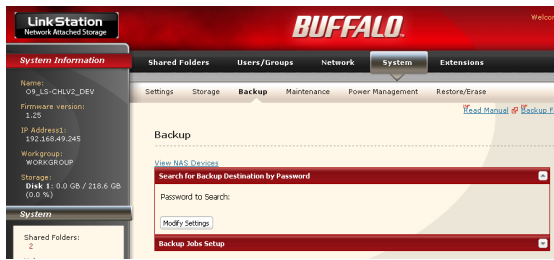 LinkStation
Network Attached Storage
BUFFALO
System Information
Shared Folders Users/Groups Network System Extensions
Name:
O9_LS-CHLV2_DEV
Settings Storage Backup Maintenance Power Management Restore/Erase
Firmware version:
1.25
Read Manual Backup
IP Address1:
192.168.49.245
Backup
Workgroup:
WORKGROUP
View NAS Devices
Storage:
Disk 1: 0.0 GB / 218.6 GB
(0.0 %)
Search for Backup Destination by Password
Password to Search:
System
Modify Settings
Shared Folders:
2
Backup Jobs Setup